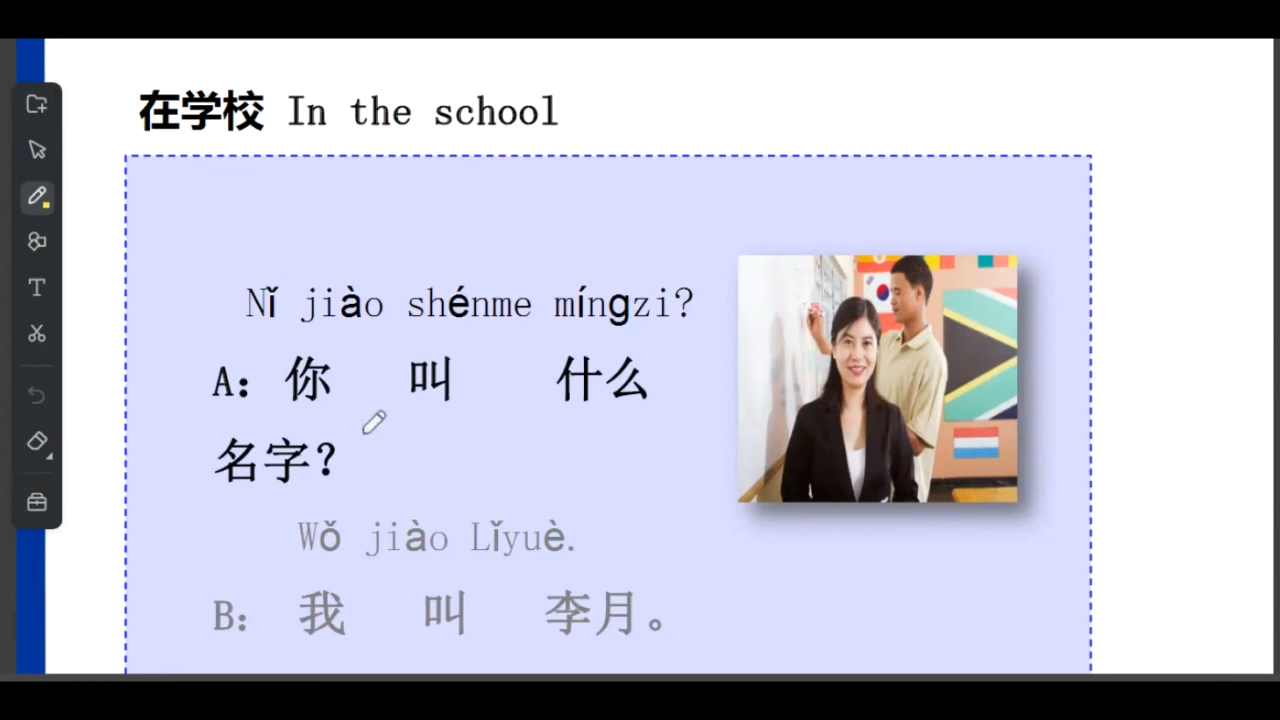 在学校 In the school
Nǐ jiào shénme míngzi?
A：你 叫 什么
名字？
Wǒ jiào Lǐyuè.
B： 我 叫 李月。